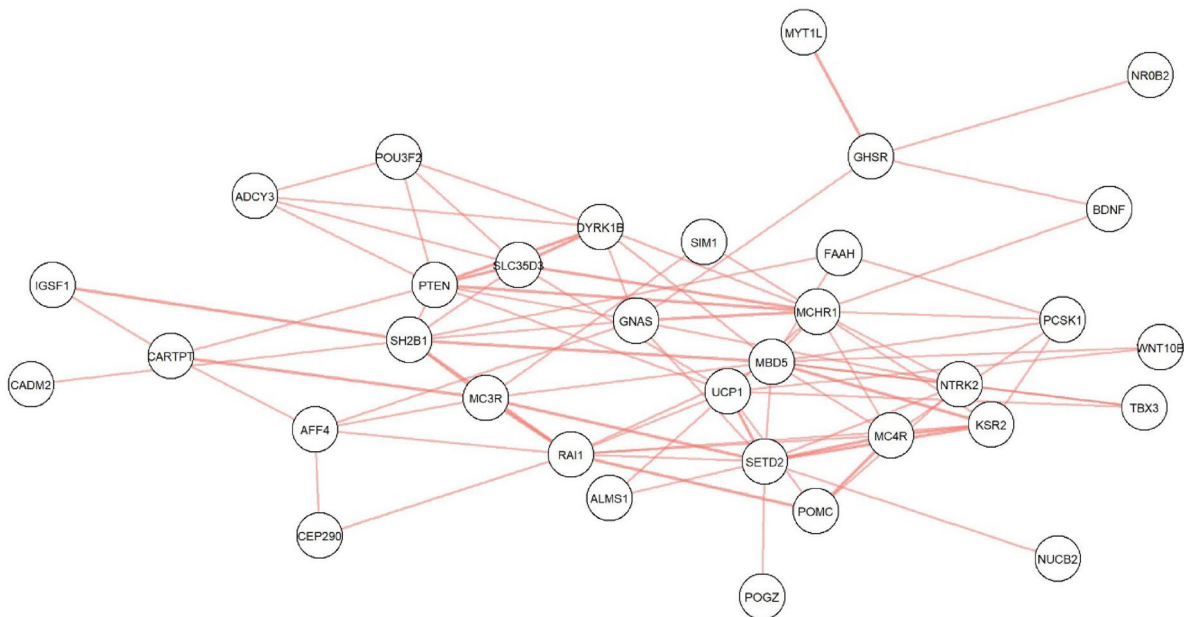 MYT1L
NR0B2
GHSR
POU3F2
ADCY3
BDNF
DYRK1B
SIM1
FAAH
SLC35D3
IGSF1
PTEN
MCHR1
PCSK1
GNAS
SH2B1
WNT10B
CARTPT
MBD5
CADM2
NTRK2
UCP1
MC3R
TBX3
KSR2
AFF4
MC4R
RAI1
SETD2
ALMS1
POMC
CEP290
NUCB2
POGZ